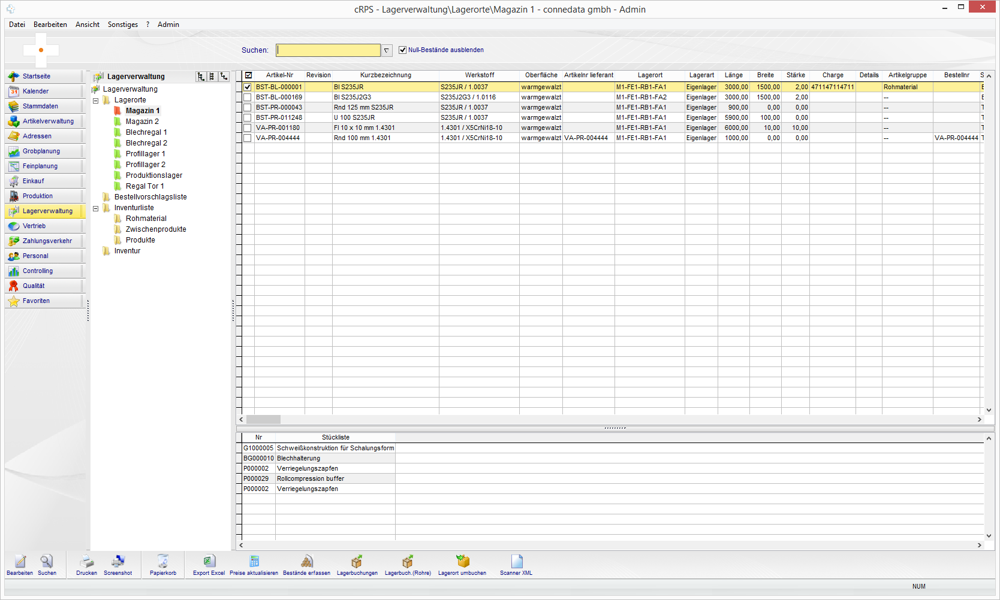 cRPS - Lagerverwaltung\Lagerorte\Magazin 1 - connedata gmbh - Admin
Datei Bearbeiten Ansicht Sonstiges ? Admin
Suchen: Null-Bestände ausblenden
Startseite
Kalender
Stammdaten
Artikelverwaltung
Adressen
Grobplanung
Feinplanung
Einkauf
Produktion
Lagerverwaltung
Vertrieb
Zahlungsverkehr
Personal
Controlling
Qualität
Favoriten
Lagerverwaltung
Lagerverwaltung
Lagerorte
Magazin 1
Magazin 2
Blechregal 1
Blechregal 2
Profillager 1
Profillager 2
Produktionslager
Regal Tor 1
Bestellvorschlagsliste
Inventurliste
Rohmaterial
Zwischenprodukte
Produkte
Inventur
Artikel-Nr Revision Kurzbezeichnung Werkstoff Oberfläche Artikelnr lieferant Lagerort Lagerart Länge Breite Stärke Charge Details Artikelgruppe Bestellnr S
BST-BL-000001 Bl S235JR S235JR / 1.0037 warmgewalzt M1-FE1-RB1-FA1 Eigenlager 3000,00 1500,00 2,00 471147114711 Rohmaterial E
BST-BL-000169 Bl S235J2G3 S235J2G3 / 1.0116 warmgewalzt M1-FE1-RB1-FA2 Eigenlager 3000,00 1500,00 2,00 -- E
BST-PR-000043 Rnd 125 mm S235JR S235JR / 1.0037 warmgewalzt M1-FE1-RB1-FA1 Eigenlager 900,00 0,00 0,00 -- T
BST-PR-011248 U 100 S235JR S235JR / 1.0037 warmgewalzt M1-FE1-RB1-FA1 Eigenlager 5900,00 100,00 0,00 -- T
VA-PR-001180 Fl 10 x 10 mm 1.4301 1.4301 / X5CrNi18-10 warmgewalzt M1-FE1-RB1-FA1 Eigenlager 6000,00 10,00 10,00 -- T
VA-PR-004444 Rnd 100 mm 1.4301 1.4301 / X5CrNi18-10 warmgewalzt VA-PR-004444 M1-FE1-RB1-FA1 Eigenlager 1000,00 0,00 0,00 -- VA-PR-004444 T
Nr Stückliste
G1000005 Schweißkonstruktion für Schalungsform
BG000010 Blechhalterung
P000002 Verriegelungszapfen
P000029 Rollcompression buffer
P000002 Verriegelungszapfen
Bearbeiten Suchen Drucken Screenshot Papierkorb Export Excel Preise aktualisieren Bestände erfassen Lagerbuchungen Lagerbuch.(Rohre) Lagerort umbuchen Scanner XML
NUM